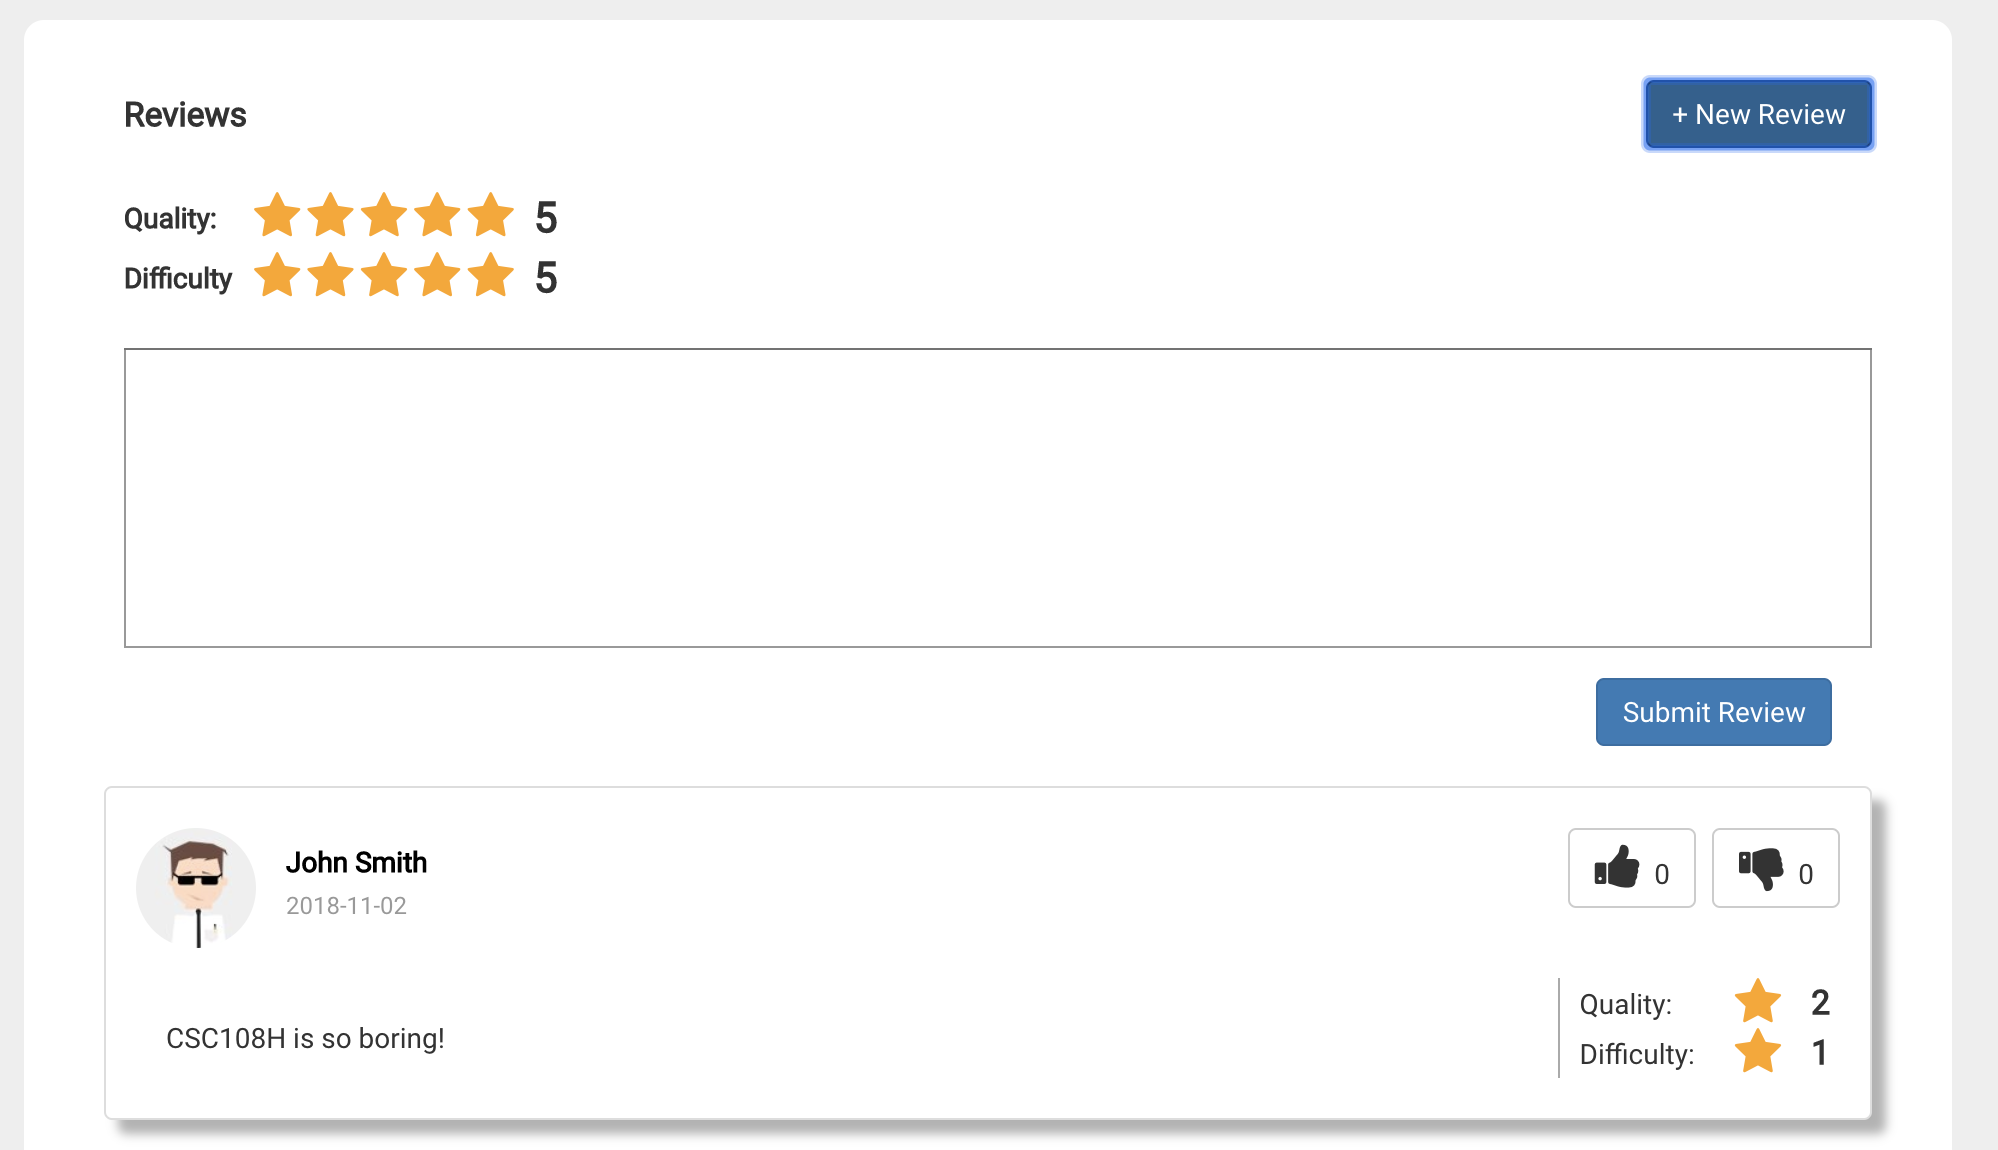 Reviews
+ New Review
Quality: 5
Difficulty 5
Submit Review
John Smith
2018-11-02
0
0
CSC108H is so boring!
Quality: 2
Difficulty: 1